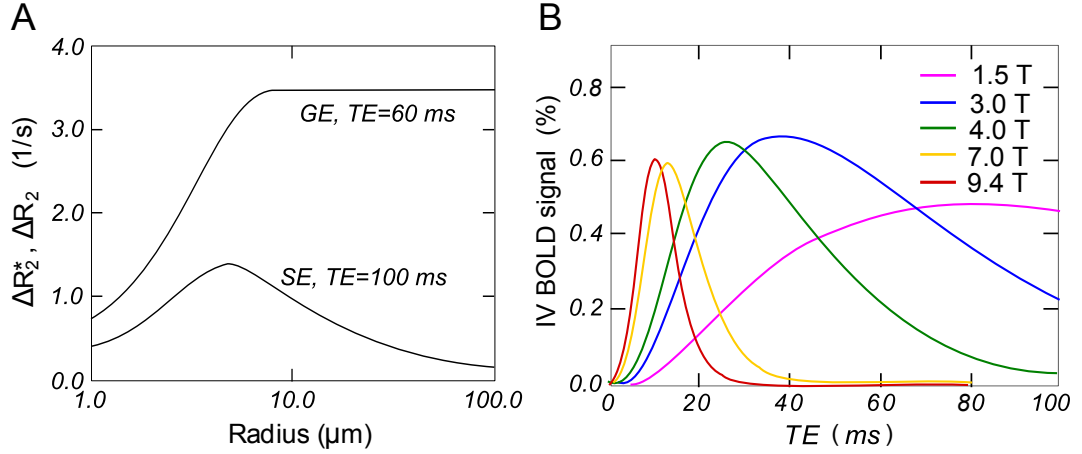 A
ΔR₂*, ΔR₂ (1/s)
4.0
3.0
2.0
1.0
0.0
GE, TE=60 ms
SE, TE=100 ms
1.0 10.0 100.0
Radius (μm)
B
IV BOLD signal (%)
0.8
0.6
0.4
0.2
0.0
1.5 T
3.0 T
4.0 T
7.0 T
9.4 T
0 20 40 60 80 100
TE (ms)